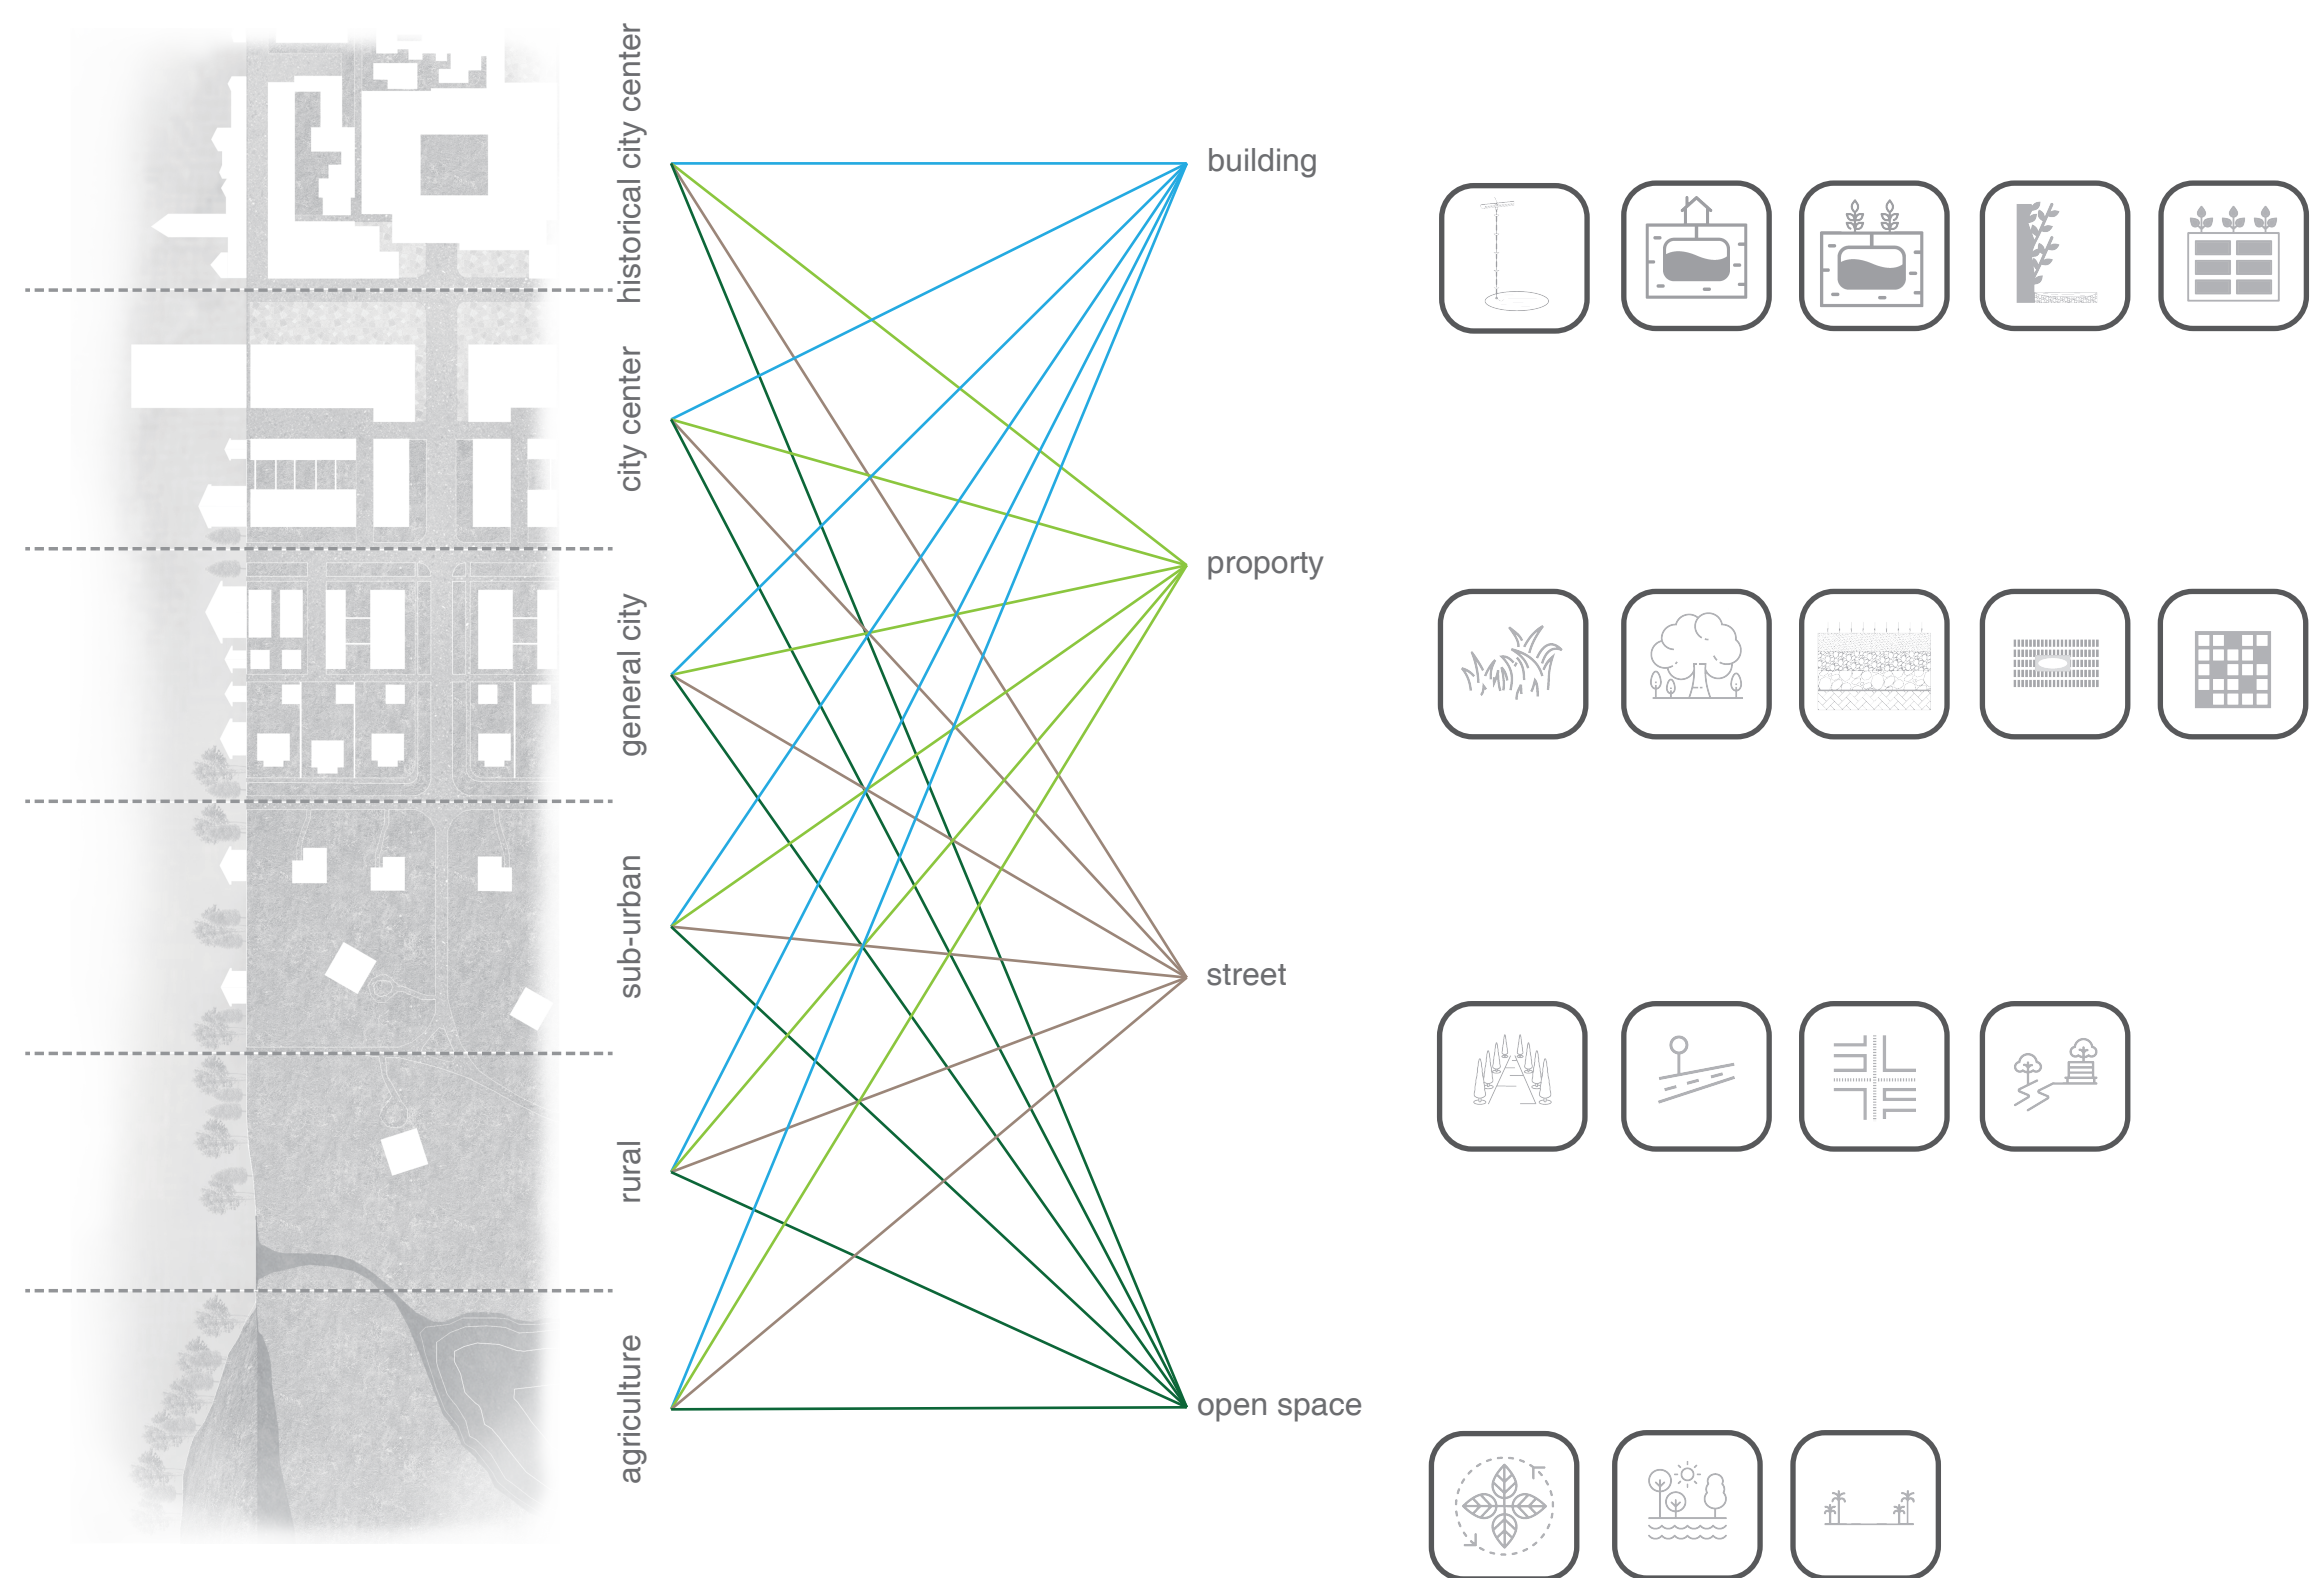 historical city center
city center
general city
sub-urban
rural
agriculture
building
proporty
street
open space